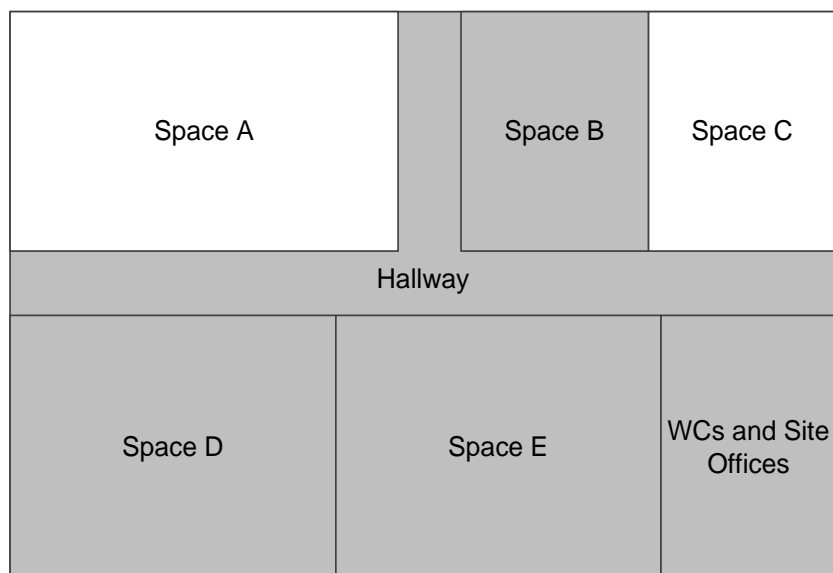 Space A
Space B
Space C
Hallway
Space D
Space E
WCs and Site
Offices